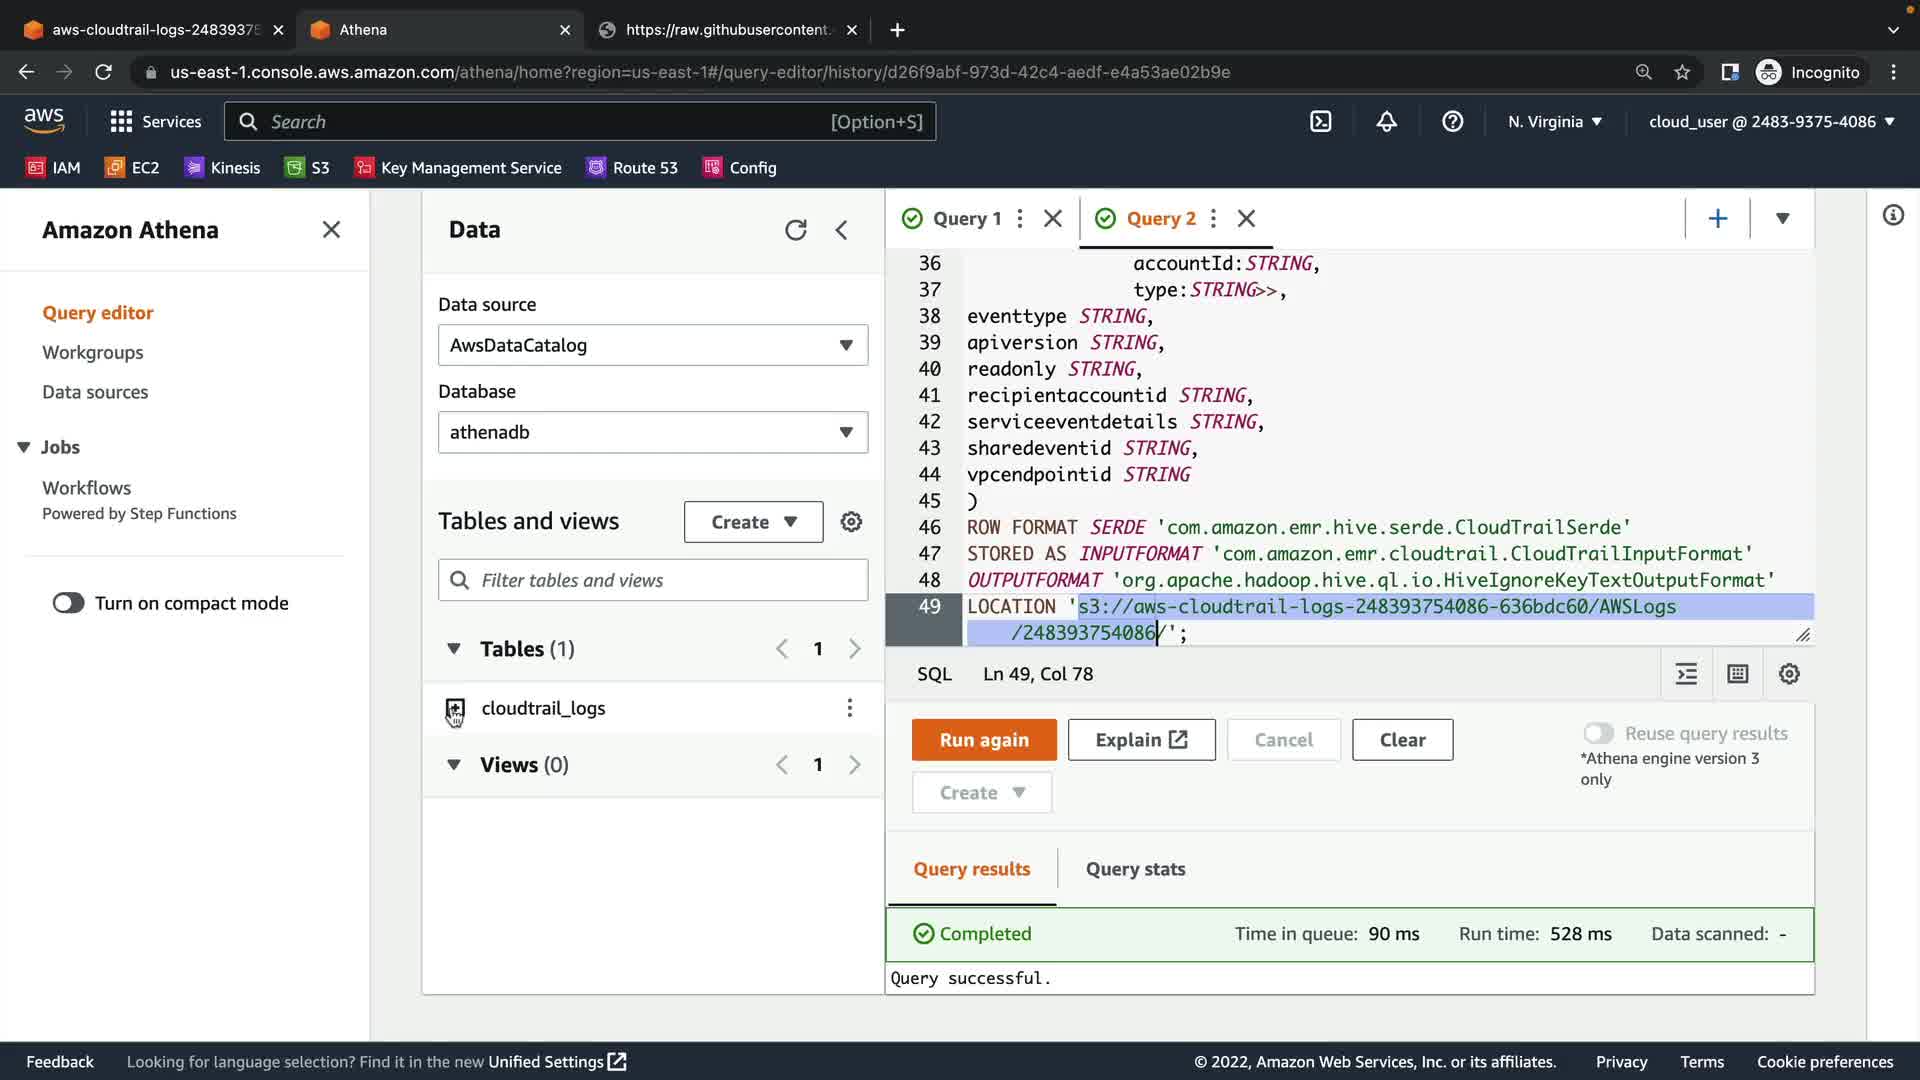 aws-cloudtrail-logs-24839375
Athena
https://raw.githubusercontent.
us-east-1.console.aws.amazon.com/athena/home?region=us-east-1#/query-editor/history/d26f9abf-973d-42c4-aedf-e4a53ae02b9e
Incognito
aws
Services
Search
[Option+S]
N. Virginia
cloud_user @ 2483-9375-4086
IAM
EC2
Kinesis
S3
Key Management Service
Route 53
Config
Amazon Athena
Query editor
Workgroups
Data sources
Jobs
Workflows
Powered by Step Functions
Turn on compact mode
Data
Data source
AwsDataCatalog
Database
athenadb
Tables and views
Create
Filter tables and views
Tables (1)
1
cloudtrail_logs
Views (0)
1
Query 1
Query 2
36 accountId:STRING,
37 type:STRING>>,
38 eventtype STRING,
39 apiversion STRING,
40 readonly STRING,
41 recipientaccountid STRING,
42 serviceeventdetails STRING,
43 sharedeventid STRING,
44 vpcendpointid STRING
45 )
46 ROW FORMAT SERDE 'com.amazon.emr.hive.serde.CloudTrailSerde'
47 STORED AS INPUTFORMAT 'com.amazon.emr.cloudtrail.CloudTrailInputFormat'
48 OUTPUTFORMAT 'org.apache.hadoop.hive.ql.io.HiveIgnoreKeyTextOutputFormat'
49 LOCATION 's3://aws-cloudtrail-logs-248393754086-636bdc60/AWSLogs
/248393754086/';
SQL
Ln 49, Col 78
Run again
Explain
Cancel
Clear
Create
Reuse query results
*Athena engine version 3
only
Query results
Query stats
Completed
Time in queue: 90 ms
Run time: 528 ms
Data scanned: -
Query successful.
Feedback
Looking for language selection? Find it in the new Unified Settings
© 2022, Amazon Web Services, Inc. or its affiliates.
Privacy
Terms
Cookie preferences